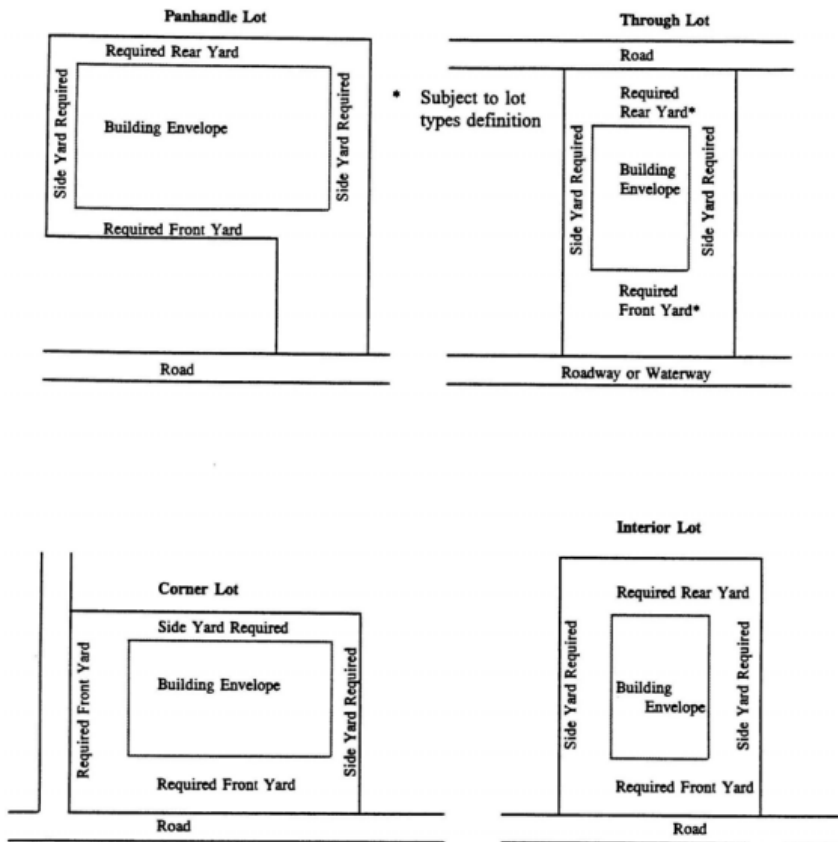 Panhandle Lot
Required Rear Yard
Side Yard Required
Building Envelope
Side Yard Required
Required Front Yard
Road
* Subject to lot
types definition
Through Lot
Road
Required
Rear Yard*
Side Yard Required
Building
Envelope
Side Yard Required
Required
Front Yard*
Roadway or Waterway
Corner Lot
Side Yard Required
Required Front Yard
Building Envelope
Side Yard Required
Required Front Yard
Road
Interior Lot
Required Rear Yard
Side Yard Required
Building
Envelope
Side Yard Required
Required Front Yard
Road